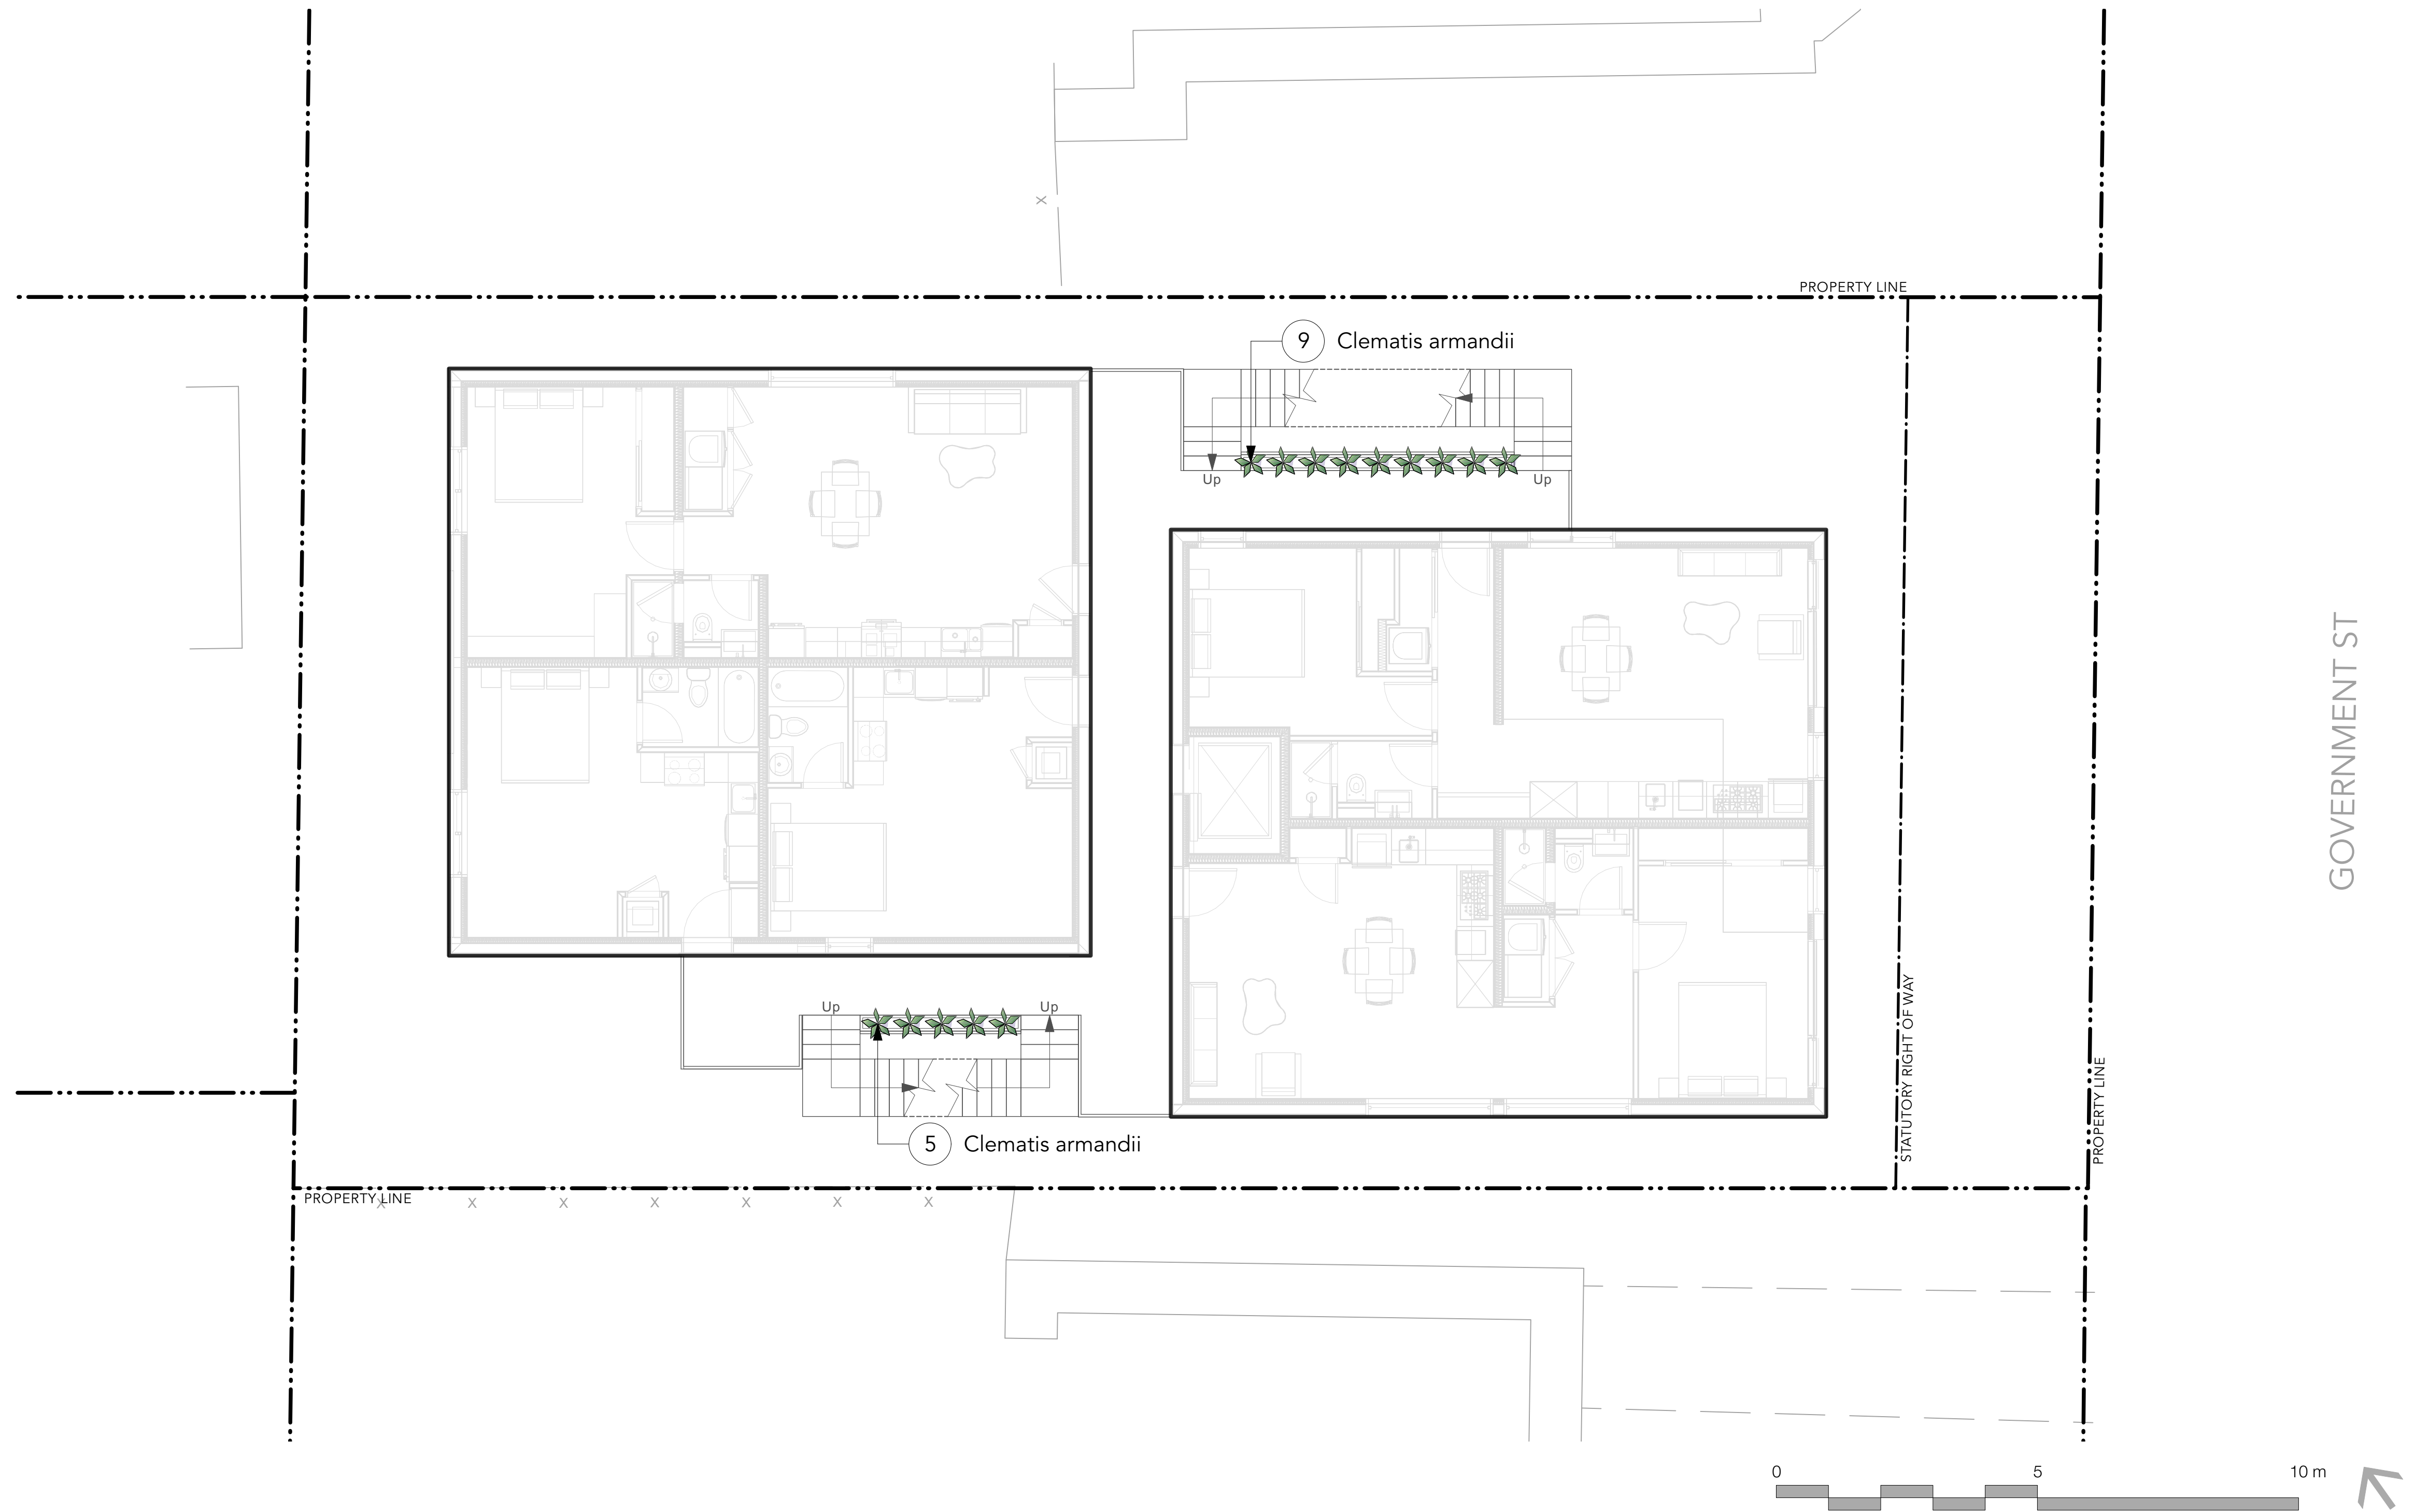 x
PROPERTY LINE
9 Clematis armandii
Up
Up
GOVERNMENT ST
Up
Up
STATUTORY RIGHT OF WAY
PROPERTY LINE
5 Clematis armandii
PROPERTY LINE
x x x x x x x
0 5 10 m